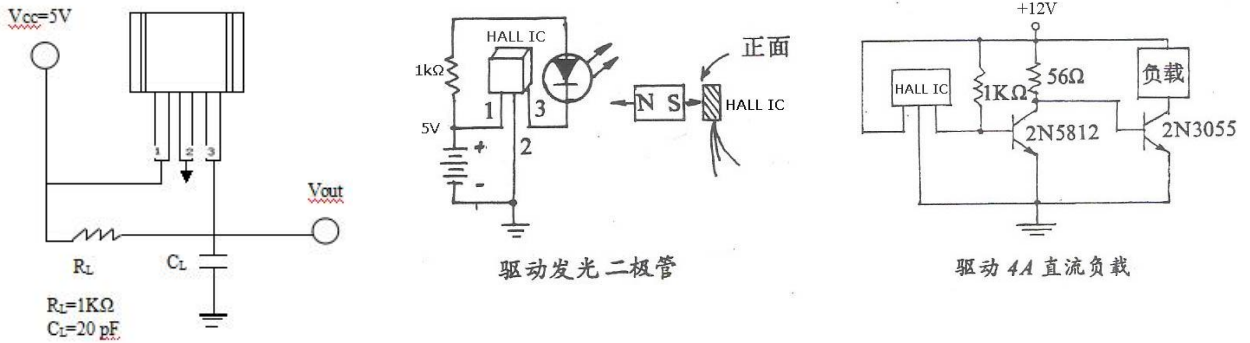 Vcc=5V
1
2
3
Vout
RL
CL
RL=1KΩ
CL=20 pF
HALL IC
1kΩ
1
3
5V
2
+
-
N S
正面
HALL IC
驱动发光二极管
+12V
HALL IC
1KΩ
56Ω
负载
2N5812
2N3055
驱动 4A 直流负载